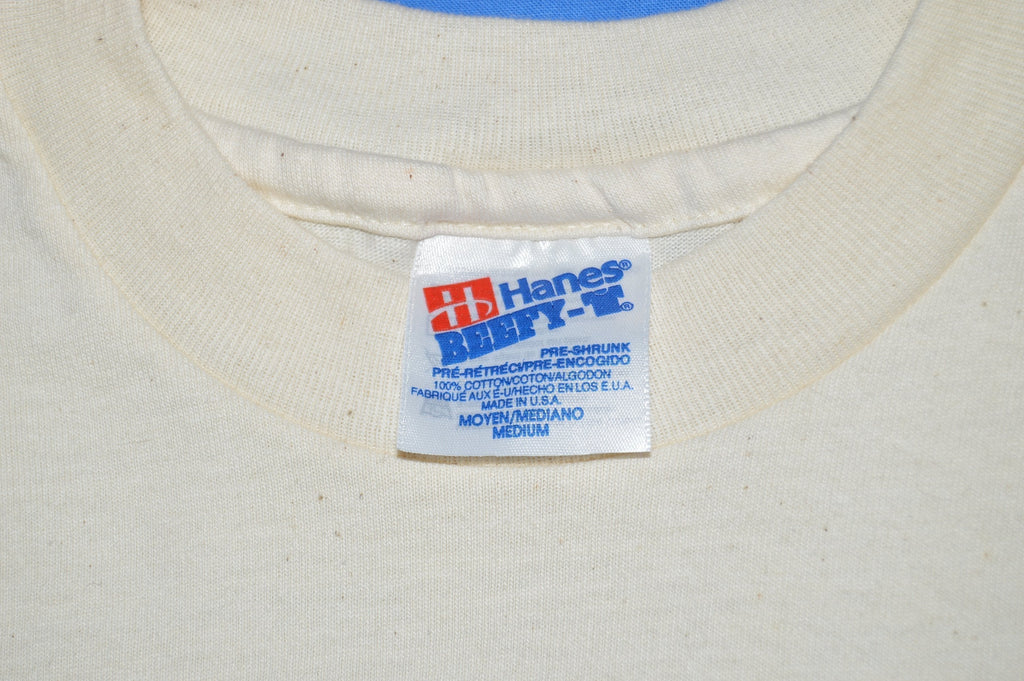 H Hanes®
BEEFY-T®
PRE-SHRUNK
PRÉ-RÉTRÉCI/PRE-ENCOGIDO
100% COTTON/COTON/ALGODON
FABRIQUÉ AUX É-U/HECHO EN LOS E.U.A.
MADE IN U.S.A.
MOYEN/MEDIANO
MEDIUM